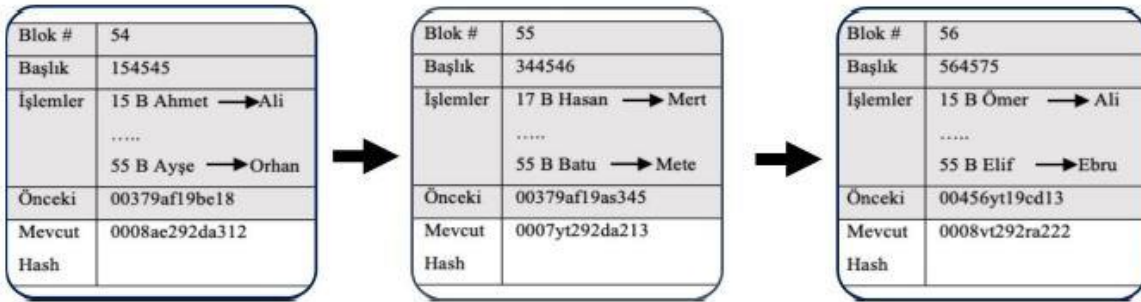 Blok # 54
Başlık 154545
İşlemler 15 B Ahmet → Ali
.....
55 B Ayşe → Orhan
Önceki 00379af19be18
Mevcut 0008ae292da312
Hash
Blok # 55
Başlık 344546
İşlemler 17 B Hasan → Mert
.....
55 B Batu → Mete
Önceki 00379af19as345
Mevcut 0007yt292da213
Hash
Blok # 56
Başlık 564575
İşlemler 15 B Ömer → Ali
.....
55 B Elif → Ebru
Önceki 00456yt19cd13
Mevcut 0008vt292ra222
Hash